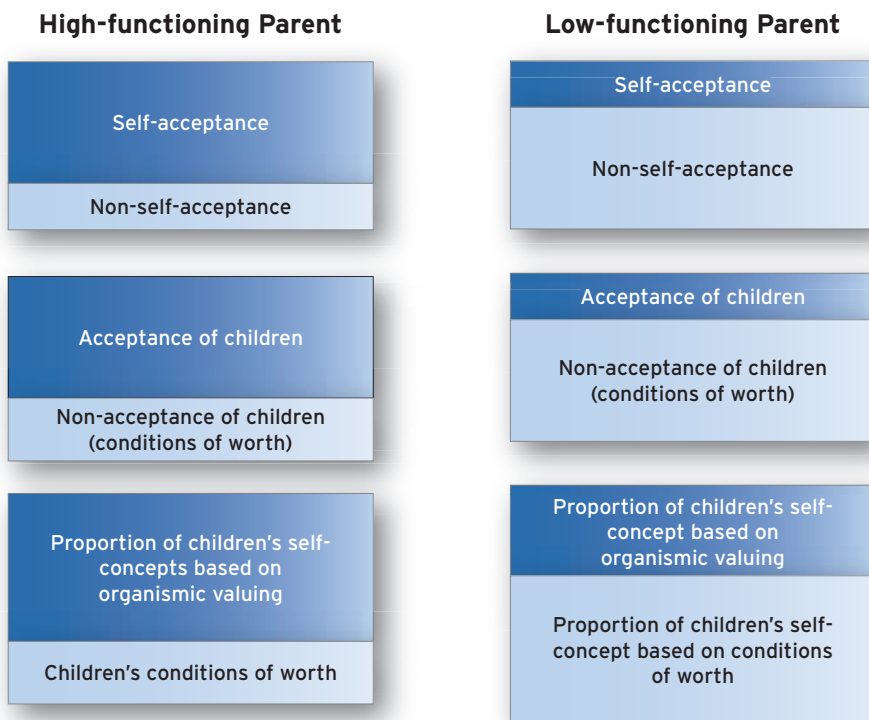 High-functioning Parent
Self-acceptance
Non-self-acceptance
Acceptance of children
Non-acceptance of children
(conditions of worth)
Proportion of children's self-
concepts based on
organismic valuing
Children's conditions of worth
Low-functioning Parent
Self-acceptance
Non-self-acceptance
Acceptance of children
Non-acceptance of children
(conditions of worth)
Proportion of children's self-
concept based on
organismic valuing
Proportion of children's self-
concept based on conditions
of worth